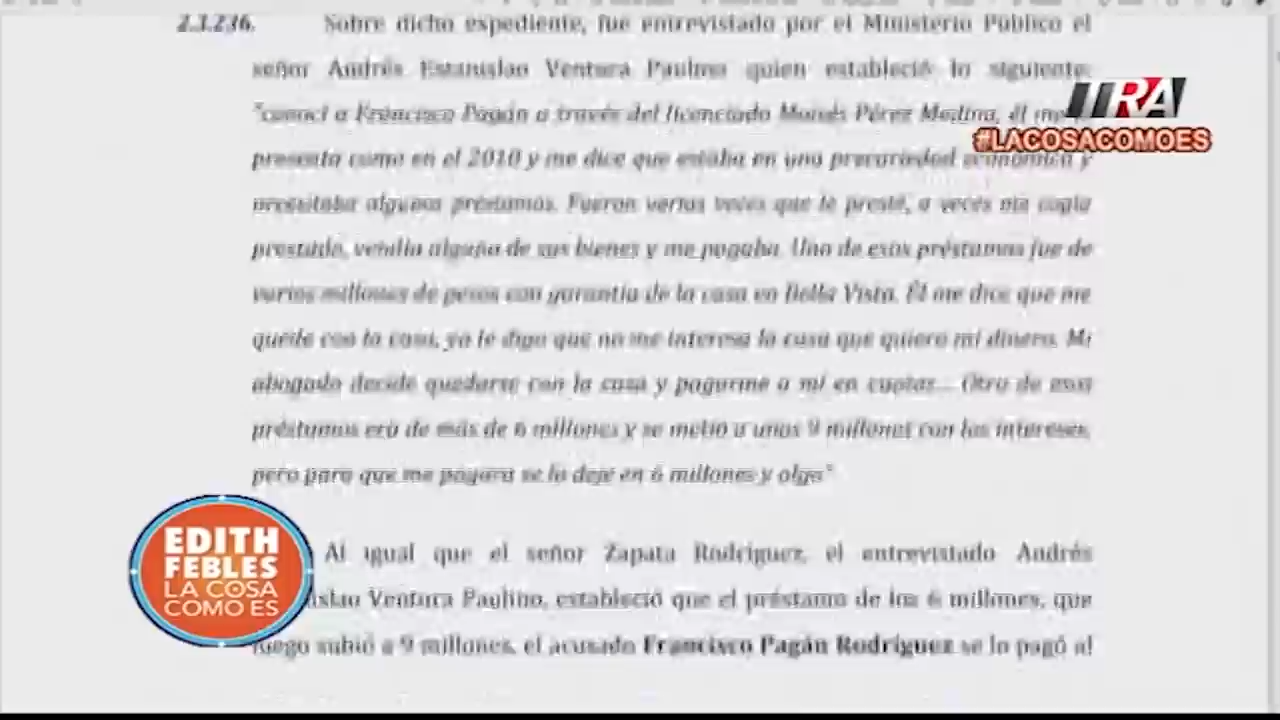 2.3.236. Sobre dicho expediente, fue entrevistado por el Ministerio Público el
señor Andrés Estanislao Ventura Paulino quien estableció lo siguiente:
"conocí a Francisco Pagán a través del licenciado Moisés Pérez Medina, él me
presenta como en el 2010 y me dice que estaba en una precariedad económica y
necesitaba algunos préstamos. Fueron varias veces que le presté, a veces me cogía
prestado, vendía alguno de sus bienes y me pagaba. Uno de esos préstamos fue de
varios millones de pesos con garantía de la casa en Bella Vista. Él me dice que me
quede con la casa, yo le digo que no me interesa la casa que quiero mi dinero. Mi
abogado decide quedarse con la casa y pagarme a mí en cuotas... Otro de esos
préstamos era de más de 6 millones y se metió a unos 9 millones con los intereses,
pero para que me pagara se lo deje en 6 millones y algo"
Al igual que el señor Zapata Rodríguez, el entrevistado Andrés
islao Ventura Paulino, estableció que el préstamo de los 6 millones, que
luego subió a 9 millones, el acusado Francisco Pagán Rodríguez se lo pagó al
TRA
#LACOSACOMOES
EDITH
FEBLES
LA COSA
COMO ES